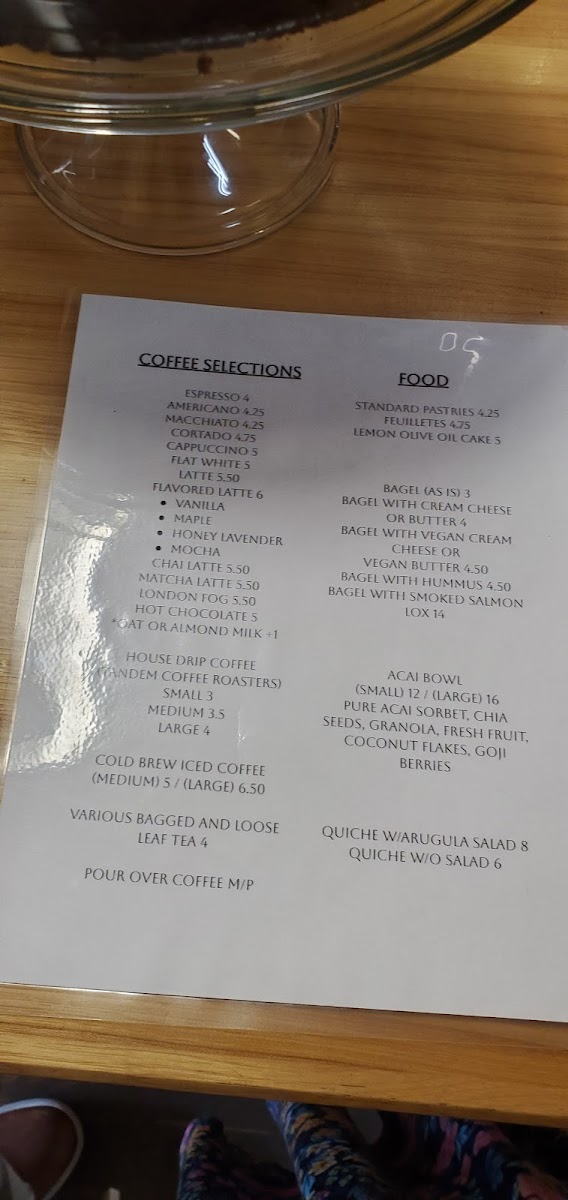 COFFEE SELECTIONS
ESPRESSO 4
AMERICANO 4.25
MACCHIATO 4.25
CORTADO 4.75
CAPPUCCINO 5
FLAT WHITE 5
LATTE 5.50
FLAVORED LATTE 6
• VANILLA
• MAPLE
• HONEY LAVENDER
• MOCHA
CHAI LATTE 5.50
MATCHA LATTE 5.50
LONDON FOG 5.50
HOT CHOCOLATE 5
*OAT OR ALMOND MILK +1
HOUSE DRIP COFFEE
(TANDEM COFFEE ROASTERS)
SMALL 3
MEDIUM 3.5
LARGE 4
COLD BREW ICED COFFEE
(MEDIUM) 5 / (LARGE) 6.50
VARIOUS BAGGED AND LOOSE
LEAF TEA 4
POUR OVER COFFEE M/P
FOOD
STANDARD PASTRIES 4.25
FEUILLETES 4.75
LEMON OLIVE OIL CAKE 5
BAGEL (AS IS) 3
BAGEL WITH CREAM CHEESE
OR BUTTER 4
BAGEL WITH VEGAN CREAM
CHEESE OR
VEGAN BUTTER 4.50
BAGEL WITH HUMMUS 4.50
BAGEL WITH SMOKED SALMON
LOX 14
ACAI BOWL
(SMALL) 12 / (LARGE) 16
PURE ACAI SORBET, CHIA
SEEDS, GRANOLA, FRESH FRUIT,
COCONUT FLAKES, GOJI
BERRIES
QUICHE W/ARUGULA SALAD 8
QUICHE W/O SALAD 6